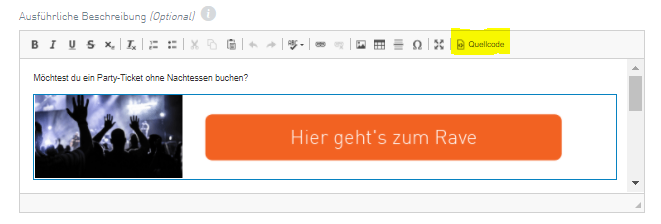 Ausführliche Beschreibung (Optional) i
B I U S x I x Ω Quellcode
Möchtest du ein Party-Ticket ohne Nachtessen buchen?
Hier geht's zum Rave